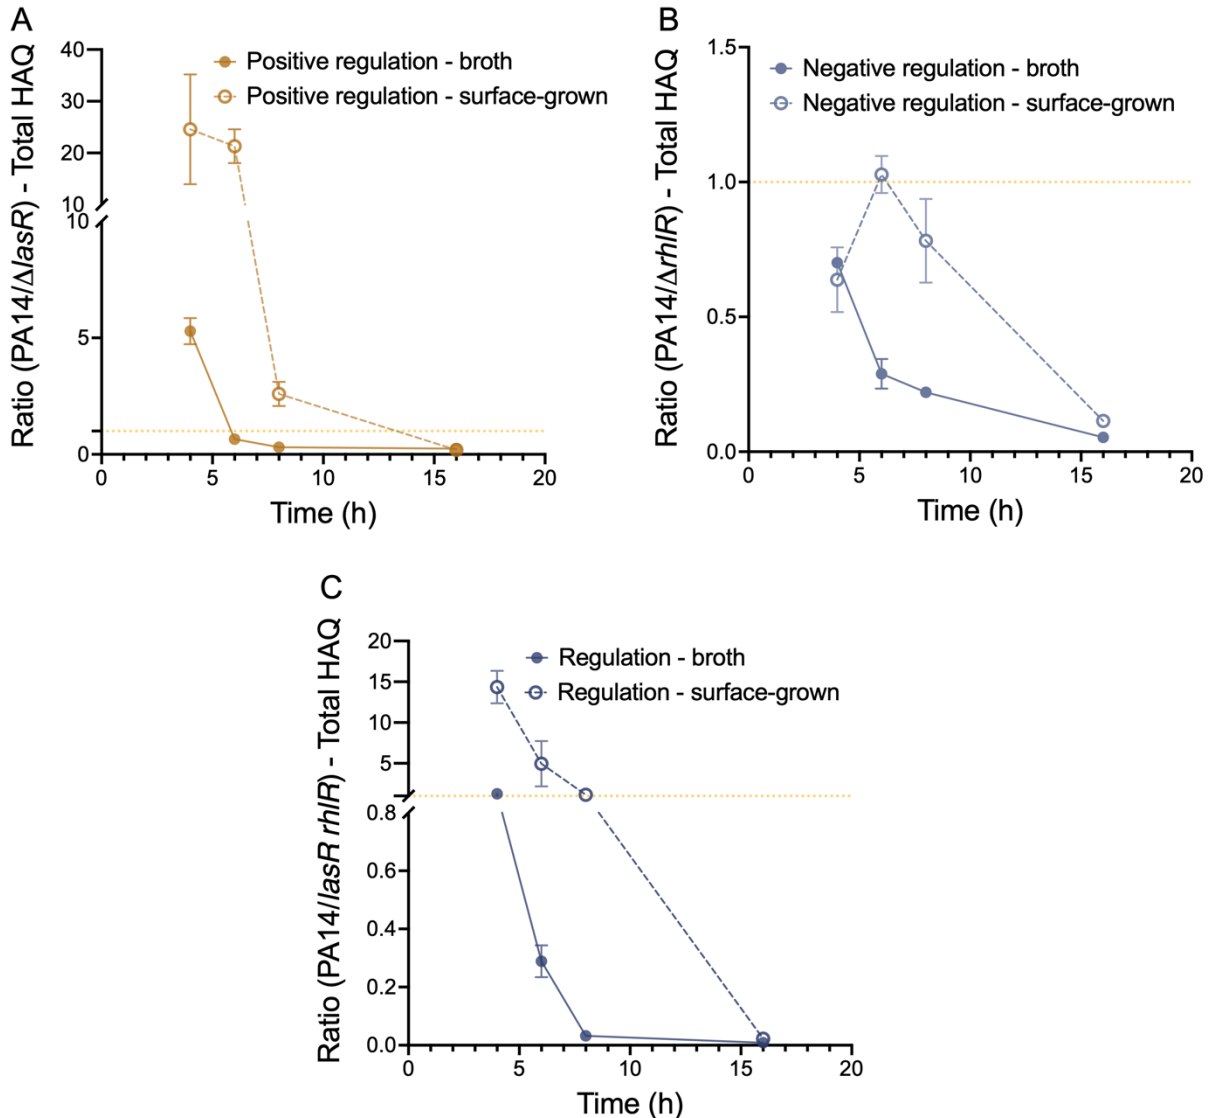 A
Ratio (PA14/ΔlasR) - Total HAQ
40
30
20
10
10
5
0
Positive regulation - broth
Positive regulation - surface-grown
0 5 10 15 20
Time (h)
B
Ratio (PA14/ΔrhlR) - Total HAQ
1.5
1.0
0.5
0.0
Negative regulation - broth
Negative regulation - surface-grown
0 5 10 15 20
Time (h)
C
Ratio (PA14/lasR rhlR) - Total HAQ
20
15
10
5
0.8
0.6
0.4
0.2
0.0
Regulation - broth
Regulation - surface-grown
0 5 10 15 20
Time (h)